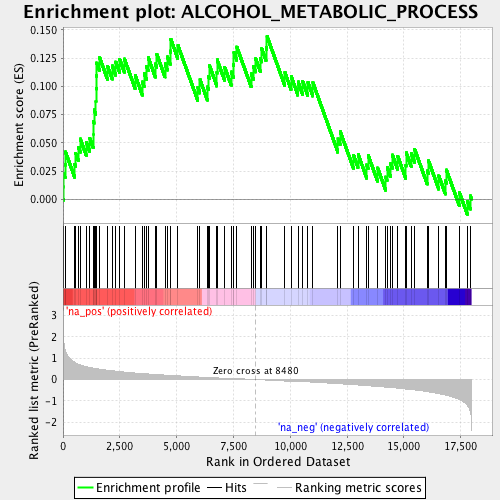 Enrichment plot: ALCOHOL_METABOLIC_PROCESS
Enrichment score (ES)
0.150
0.125
0.100
0.075
0.050
0.025
0.000
'na_pos' (positively correlated)
Ranked list metric (PreRanked)
3
2
1
0
-1
-2
Zero cross at 8480
'na_neg' (negatively correlated)
0
2,500
5,000
7,500
10,000
12,500
15,000
17,500
Rank in Ordered Dataset
Enrichment profile
Hits
Ranking metric scores